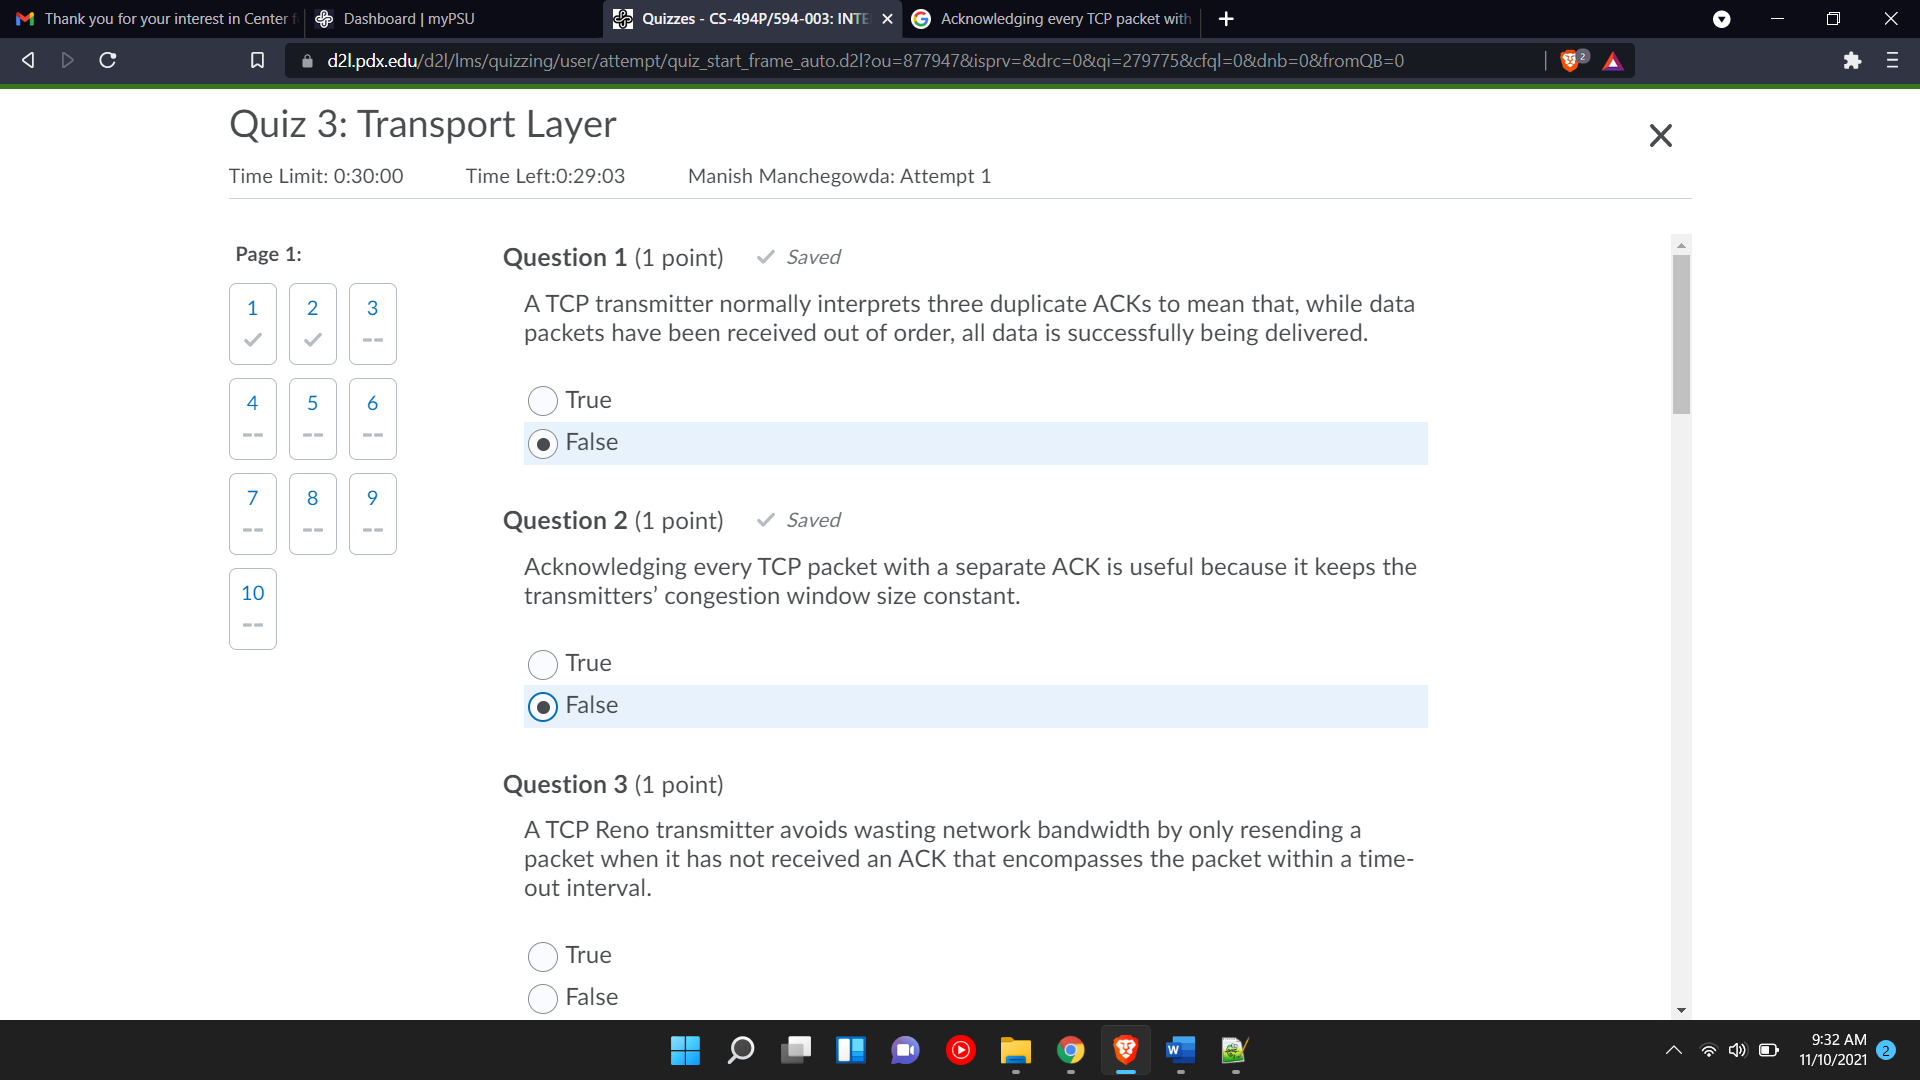 Thank you for your interest in Center f
Dashboard | myPSU
Quizzes - CS-494P/594-003: INTE
Acknowledging every TCP packet with
d2l.pdx.edu/d2l/lms/quizzing/user/attempt/quiz_start_frame_auto.d2l?ou=877947&isprv=&drc=0&qi=279775&cfql=0&dnb=0&fromQB=0
2
Quiz 3: Transport Layer
Time Limit: 0:30:00 Time Left:0:29:03 Manish Manchegowda: Attempt 1
Page 1:
1 2 3
--
4 5 6
-- -- --
7 8 9
-- -- --
10
--
Question 1 (1 point) Saved
A TCP transmitter normally interprets three duplicate ACKs to mean that, while data
packets have been received out of order, all data is successfully being delivered.
True
False
Question 2 (1 point) Saved
Acknowledging every TCP packet with a separate ACK is useful because it keeps the
transmitters’ congestion window size constant.
True
False
Question 3 (1 point)
A TCP Reno transmitter avoids wasting network bandwidth by only resending a
packet when it has not received an ACK that encompasses the packet within a time-
out interval.
True
False
9:32 AM
11/10/2021
2